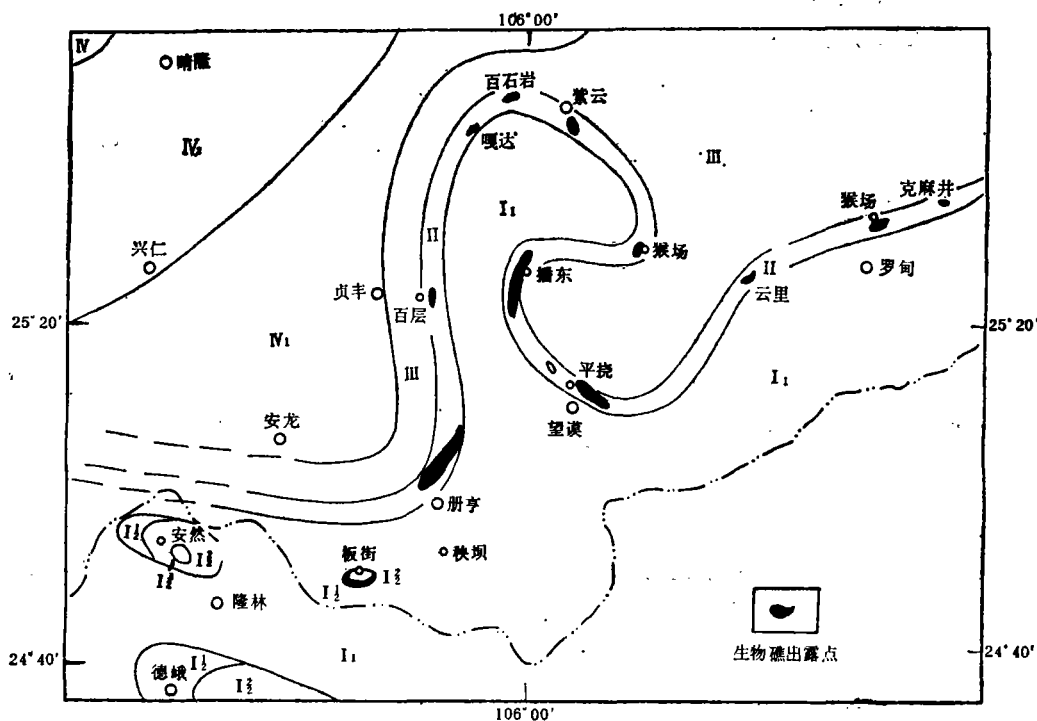 106°00′
Ⅳ
晴隆
百石岩
紫云
Ⅳ₂
嘎达
Ⅲ
克麻井
猴场
Ⅰ₁
Ⅱ
兴仁
猴场
罗甸
播东
Ⅱ
云里
贞丰
百层
25°20′
25°20′
Ⅳ₁
平挠
Ⅲ
Ⅰ₁
望谟
安龙
册亨
安然
秧坝
板街
隆林
生物礁出露点
Ⅰ₁
24°40′
24°40′
德峨
106°00′